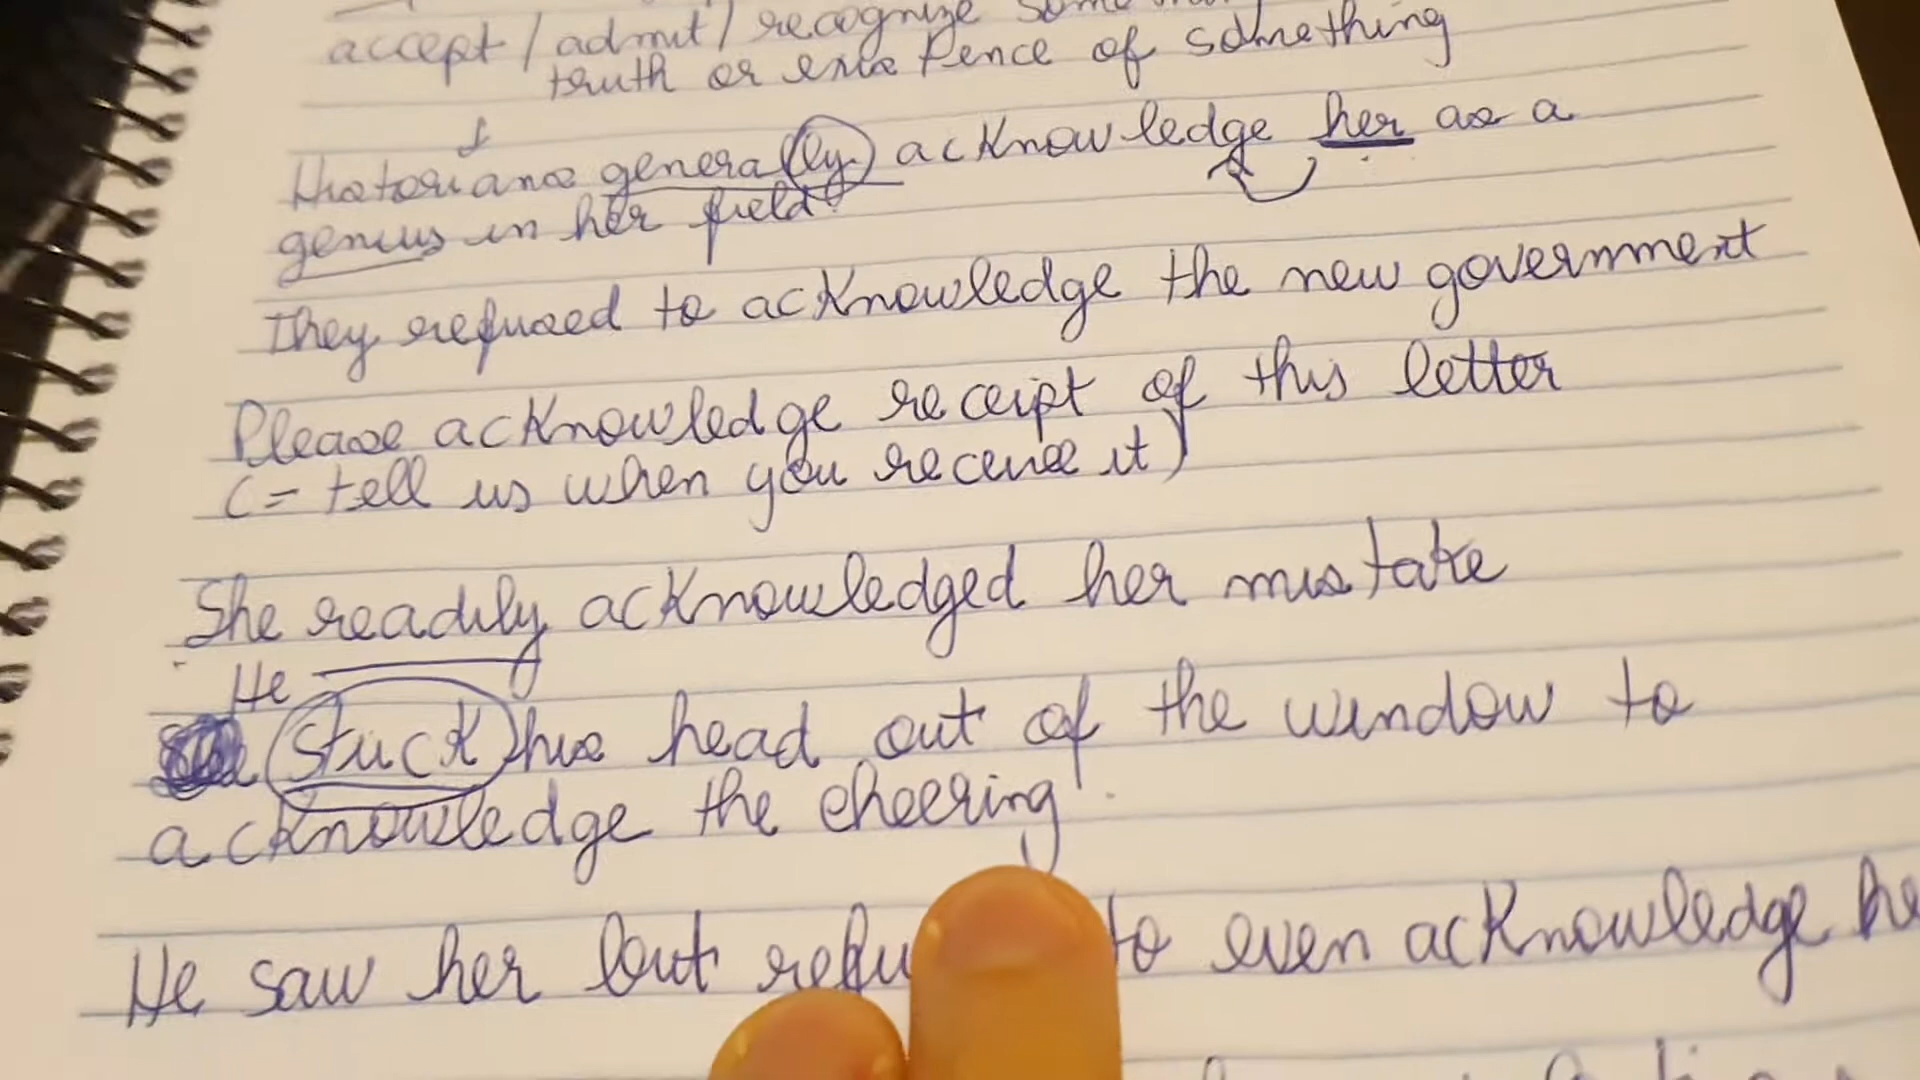 accept / admit / recognize
truth or existence of something
Historians generally acknowledge her as a
genius in her field.
They refused to acknowledge the new government
Please acknowledge receipt of this letter
(= tell us when you receive it)
She readily acknowledged her mistake
He
stuck his head out of the window to
acknowledge the cheering
He saw her but to even acknowledge